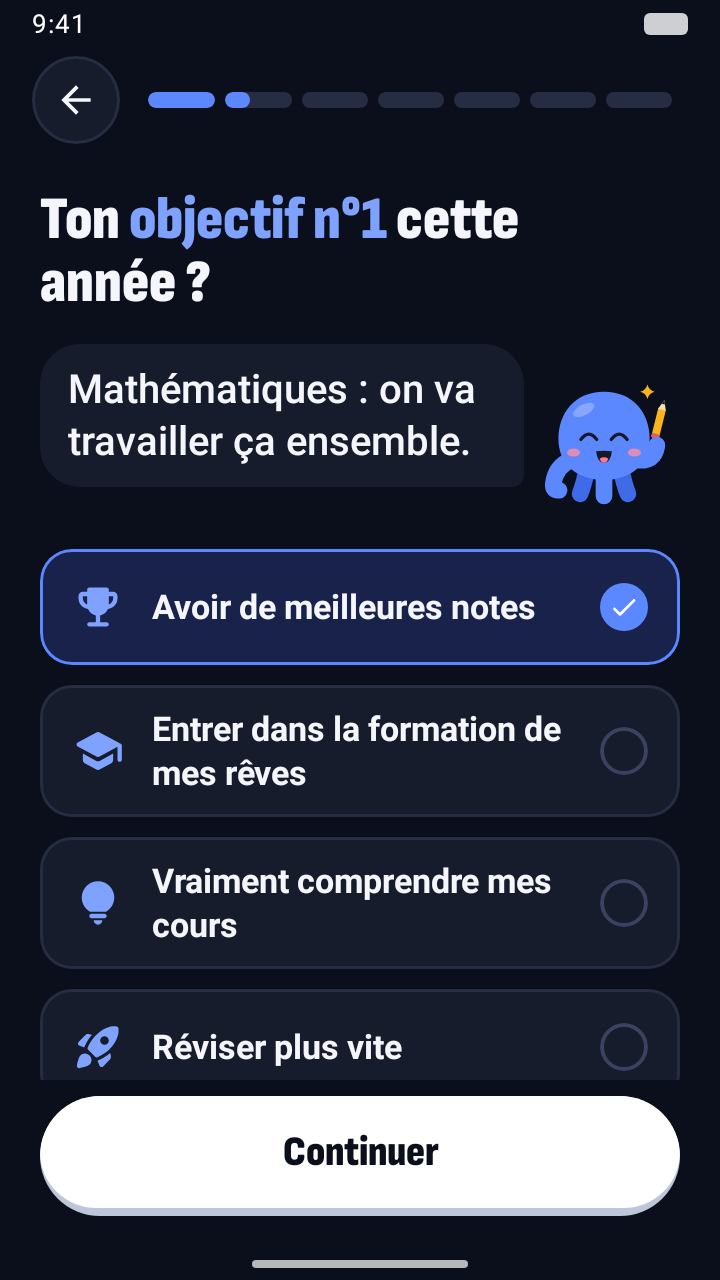 9:41
Ton objectif n°1 cette
année ?
Mathématiques : on va
travailler ça ensemble.
Avoir de meilleures notes
Entrer dans la formation de
mes rêves
Vraiment comprendre mes
cours
Réviser plus vite
Continuer